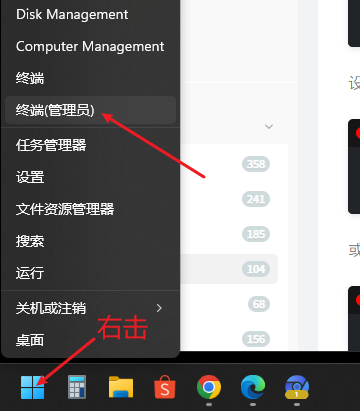 Disk Management
Computer Management
终端
终端(管理员)
任务管理器
设置
文件资源管理器
搜索
运行
关机或注销
桌面
右击
358
241
185
104
68
156
设
或